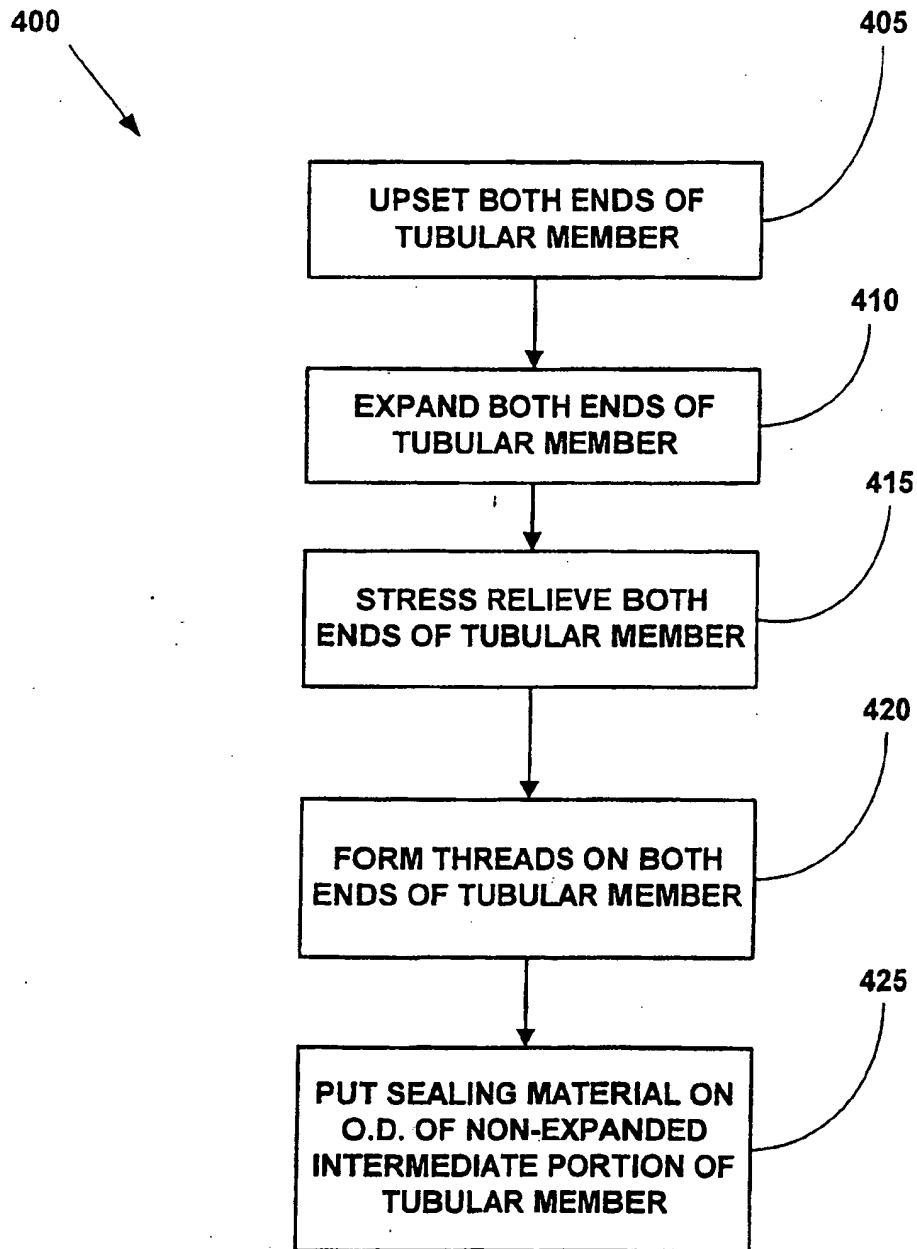 400
405
UPSET BOTH ENDS OF
TUBULAR MEMBER
410
EXPAND BOTH ENDS OF
TUBULAR MEMBER
415
STRESS RELIEVE BOTH
ENDS OF TUBULAR MEMBER
420
FORM THREADS ON BOTH
ENDS OF TUBULAR MEMBER
425
PUT SEALING MATERIAL ON
O.D. OF NON-EXPANDED
INTERMEDIATE PORTION OF
TUBULAR MEMBER